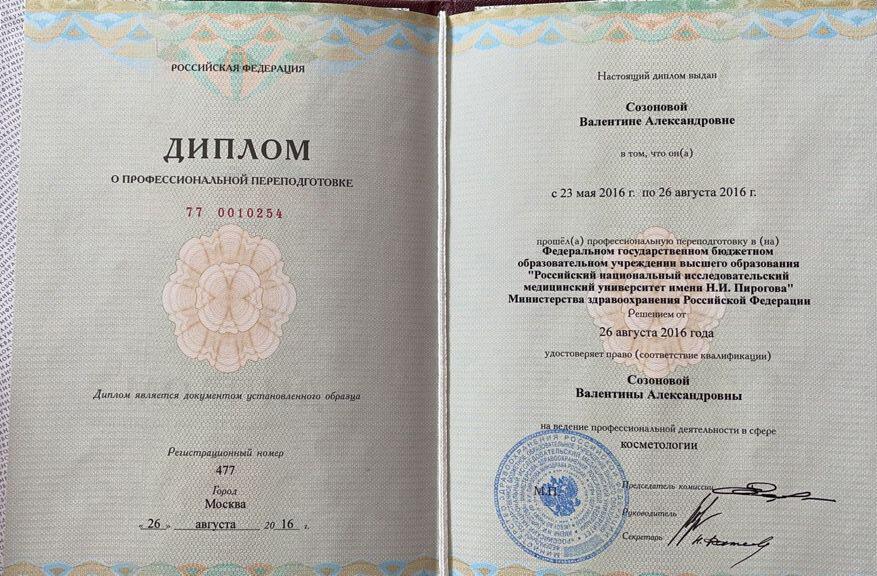 РОССИЙСКАЯ ФЕДЕРАЦИЯ
ДИПЛОМ
О ПРОФЕССИОНАЛЬНОЙ ПЕРЕПОДГОТОВКЕ
77 0010254
Диплом является документом установленного образца
Регистрационный номер
477
Город
Москва
« 26 » августа 20 16 г.
Настоящий диплом выдан
Созоновой
Валентине Александровне
в том, что он(а)
с 23 мая 2016 г. по 26 августа 2016 г.
прошёл(а) профессиональную переподготовку в (на)
Федеральном государственном бюджетном
образовательном учреждении высшего образования
"Российский национальный исследовательский
медицинский университет имени Н.И. Пирогова"
Министерства здравоохранения Российской Федерации
Решением от
26 августа 2016 года
удостоверяет право (соответствие квалификации)
Созоновой
Валентины Александровны
на ведение профессиональной деятельности в сфере
косметологии
М.П.
Председатель комиссии
Руководитель
Секретарь